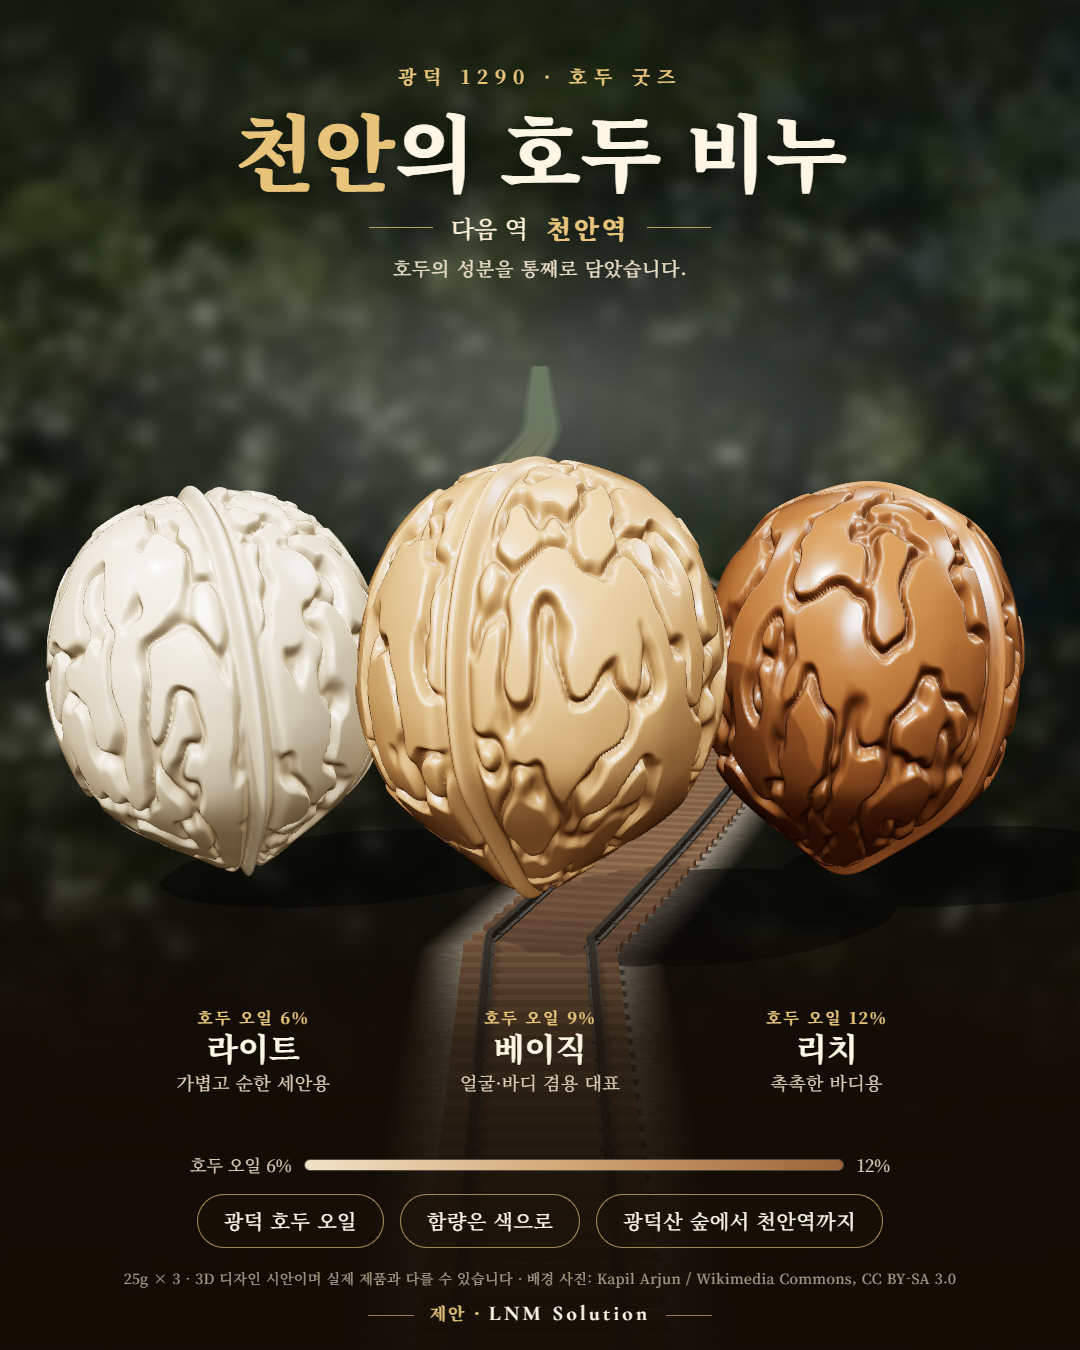 광덕 1290 · 호두 굿즈
천안의 호두 비누
다음 역 천안역
호두의 성분을 통째로 담았습니다.
호두 오일 6%
라이트
가볍고 순한 세안용
호두 오일 9%
베이직
얼굴·바디 겸용 대표
호두 오일 12%
리치
촉촉한 바디용
호두 오일 6% 12%
광덕 호두 오일
함량은 색으로
광덕산 숲에서 천안역까지
25g × 3 · 3D 디자인 시안이며 실제 제품과 다를 수 있습니다 · 배경 사진: Kapil Arjun / Wikimedia Commons, CC BY-SA 3.0
제안 · LNM Solution